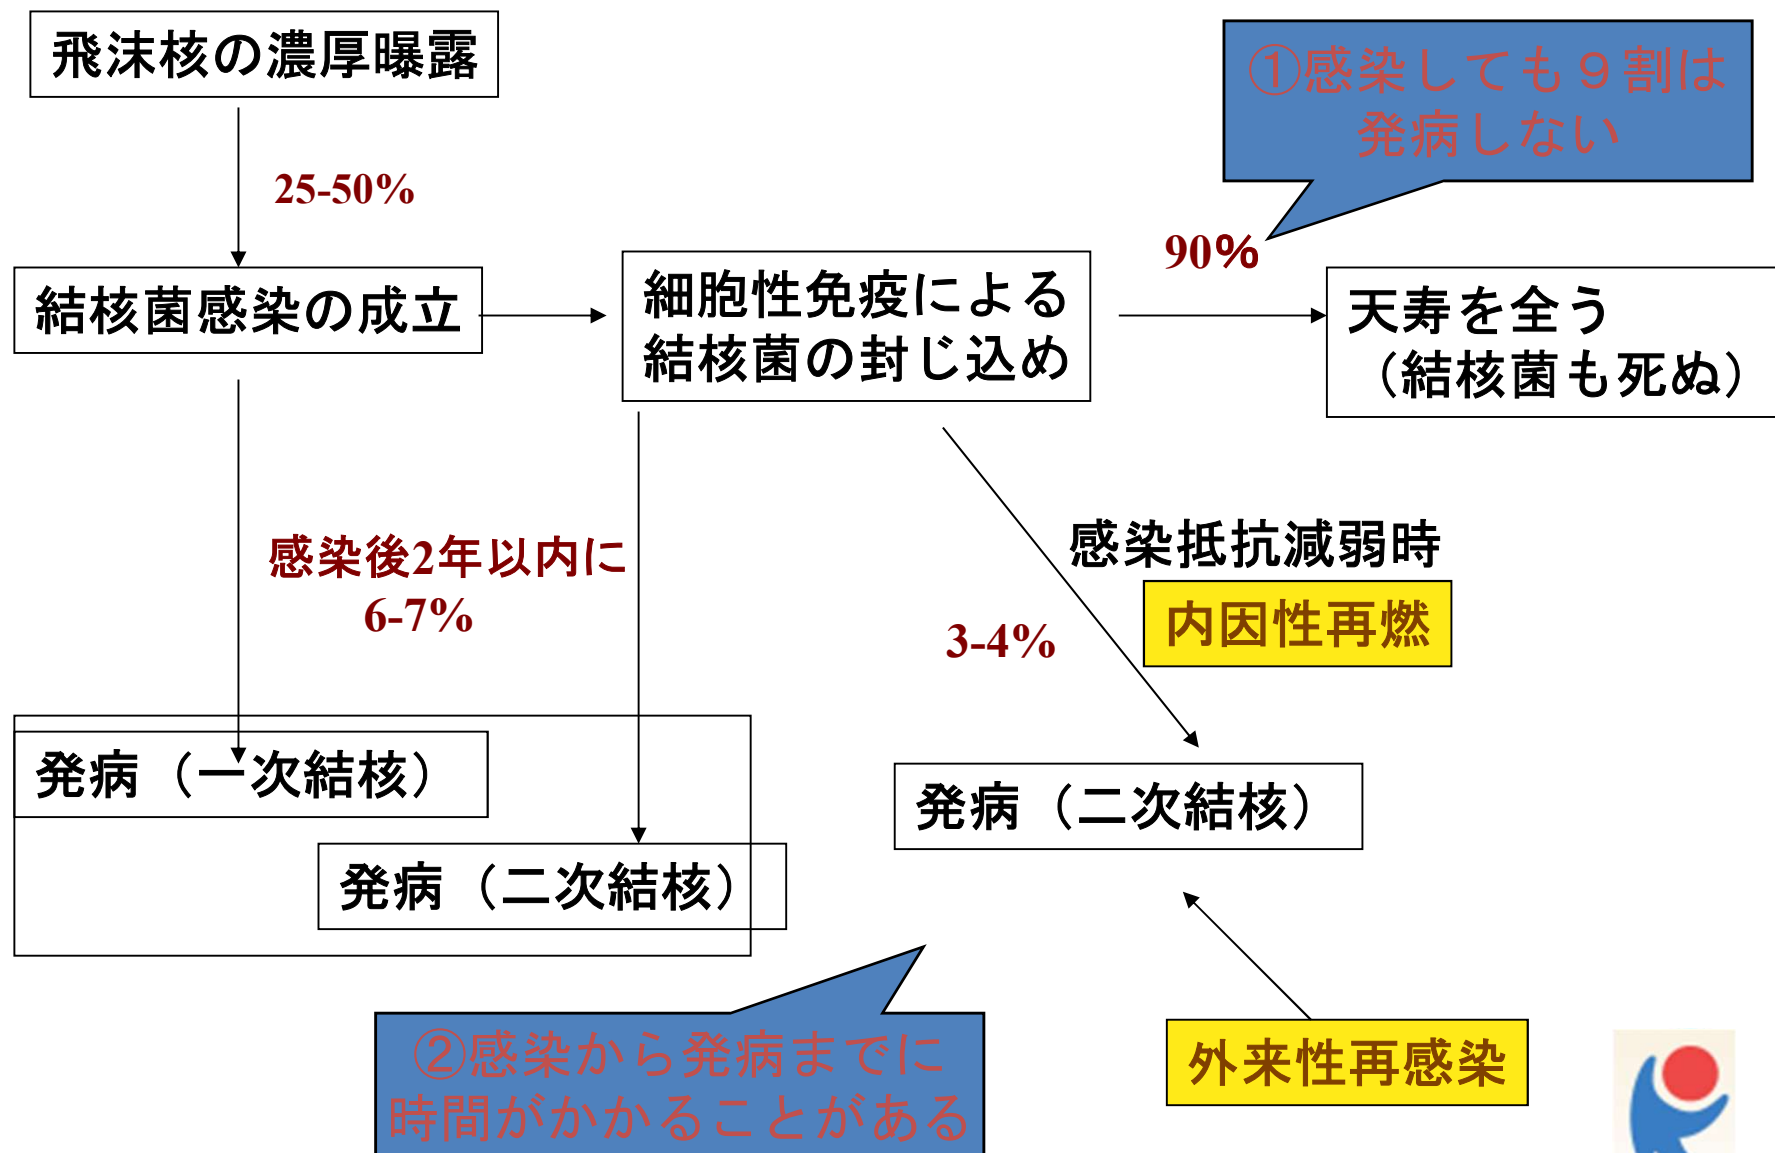 飛沫核の濃厚曝露
①感染しても９割は
発病しない
25-50%
90%
結核菌感染の成立
細胞性免疫による
結核菌の封じ込め
天寿を全う
（結核菌も死ぬ）
感染後2年以内に
6-7%
感染抵抗減弱時
内因性再燃
3-4%
発病（一次結核）
発病（二次結核）
発病（二次結核）
②感染から発病までに
時間がかかることがある
外来性再感染